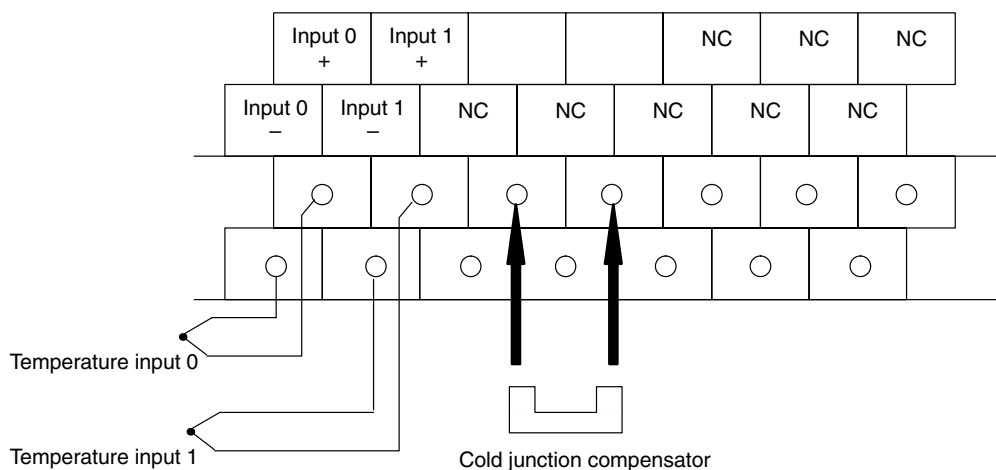 Input 0
+
Input 1
+
NC
NC
NC
Input 0
–
Input 1
–
NC
NC
NC
NC
NC
Temperature input 0
Temperature input 1
Cold junction compensator